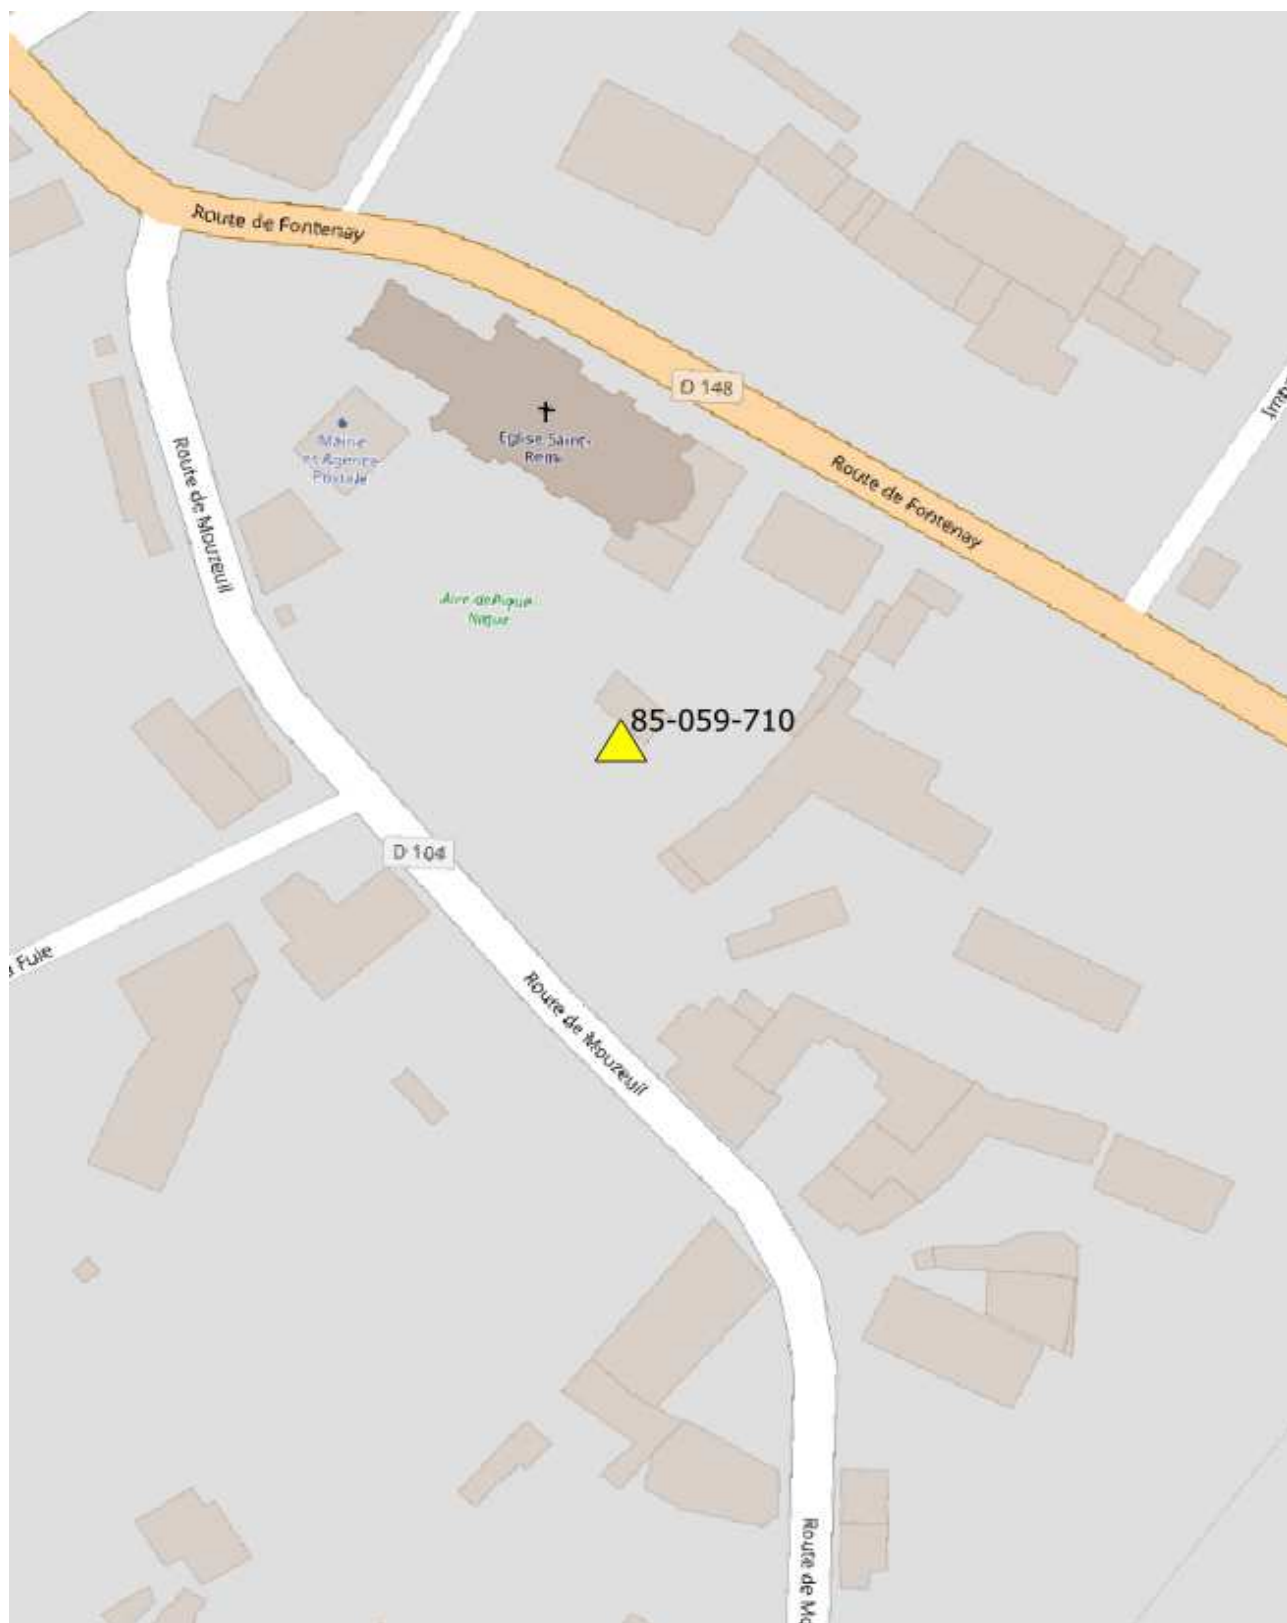 Route de Fontenay
D 148
Imp
Eglise Saint-
Remi
Mairie
et Agence
Postale
Route de Fontenay
Route de Mouzeuil
Aire de Pique-
Nique
85-059-710
D 104
a Fuie
Route de Mouzeuil
Route de Mo